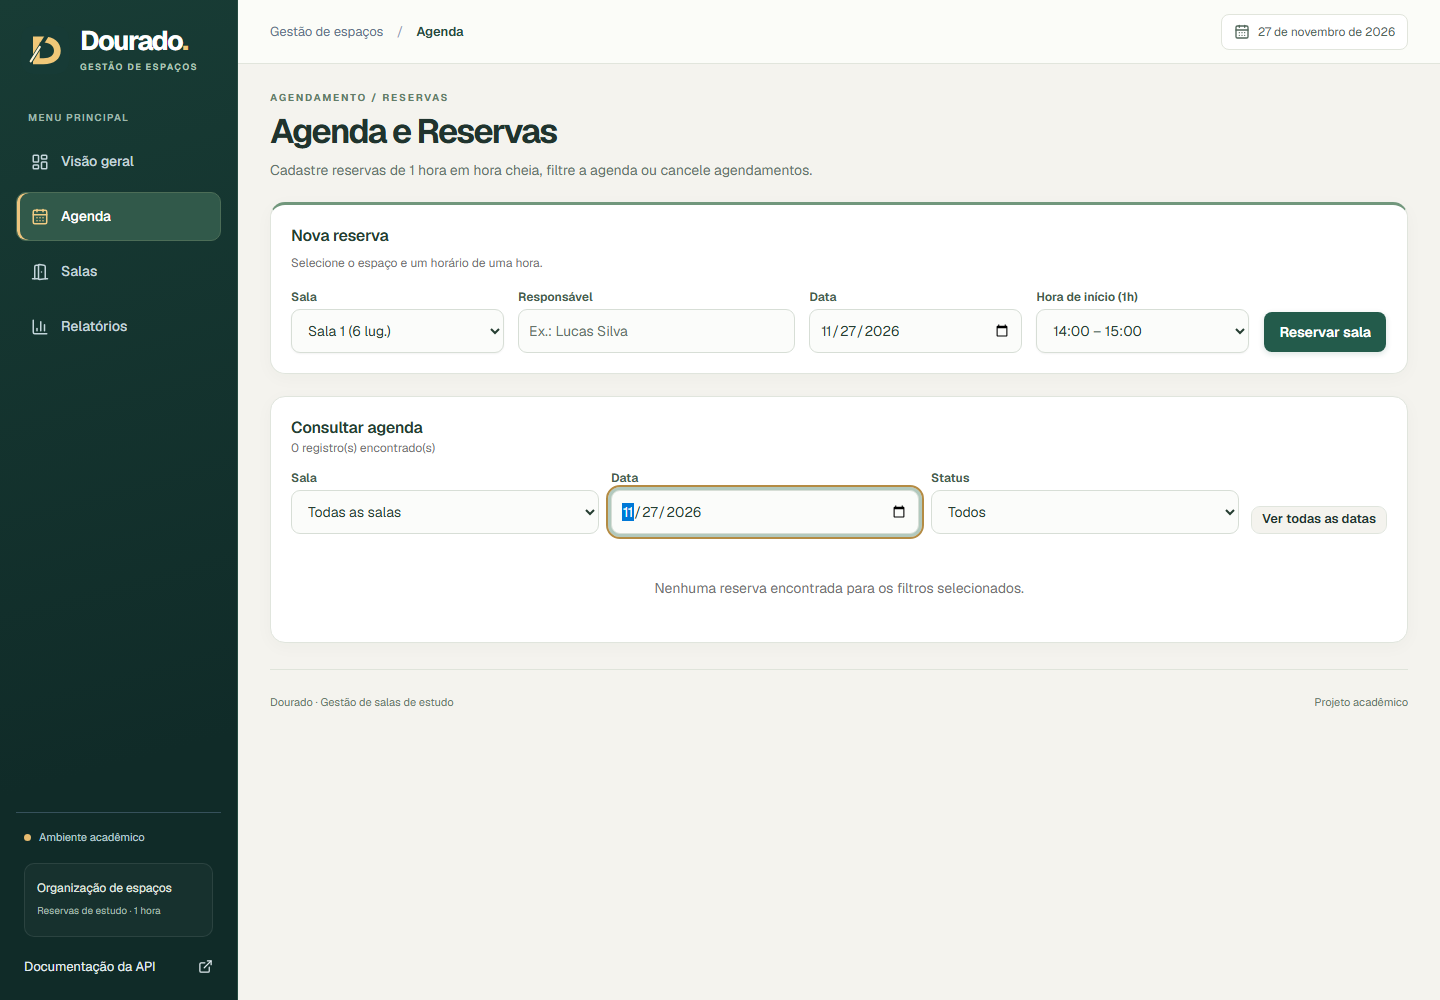 Dourado.
GESTÃO DE ESPAÇOS
MENU PRINCIPAL
Visão geral
Agenda
Salas
Relatórios
Ambiente acadêmico
Organização de espaços
Reservas de estudo · 1 hora
Documentação da API
Gestão de espaços / Agenda
27 de novembro de 2026
AGENDAMENTO / RESERVAS
Agenda e Reservas
Cadastre reservas de 1 hora em hora cheia, filtre a agenda ou cancele agendamentos.
Nova reserva
Selecione o espaço e um horário de uma hora.
Sala Responsável Data Hora de início (1h)
Sala 1 (6 lug.) Ex.: Lucas Silva 11/27/2026 14:00 – 15:00 Reservar sala
Consultar agenda
0 registro(s) encontrado(s)
Sala Data Status
Todas as salas 11/27/2026 Todos Ver todas as datas
Nenhuma reserva encontrada para os filtros selecionados.
Dourado · Gestão de salas de estudo Projeto acadêmico